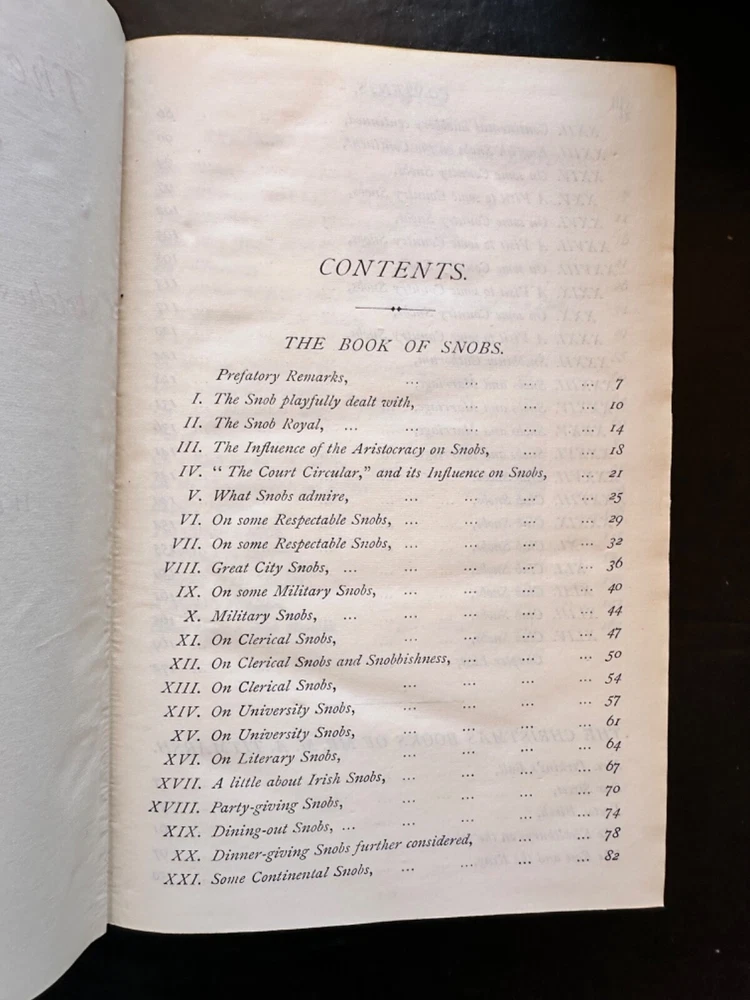 CONTENTS.
THE BOOK OF SNOBS.
Prefatory Remarks, ... ... ... ... 7
I. The Snob playfully dealt with, ... ... ... 10
II. The Snob Royal, ... ... ... ... ... 14
III. The Influence of the Aristocracy on Snobs, ... ... 18
IV. " The Court Circular," and its Influence on Snobs, ... 21
V. What Snobs admire, ... ... ... ... 25
VI. On some Respectable Snobs, ... ... ... ... 29
VII. On some Respectable Snobs, ... ... ... ... 32
VIII. Great City Snobs, ... ... ... ... ... 36
IX. On some Military Snobs, ... ... ... ... 40
X. Military Snobs, ... ... ... ... ... 44
XI. On Clerical Snobs, ... ... ... ... 47
XII. On Clerical Snobs and Snobbishness, ... ... ... 50
XIII. On Clerical Snobs, ... ... ... ... 54
XIV. On University Snobs, ... ... ... ... 57
XV. On University Snobs, ... ... ... ... 61
XVI. On Literary Snobs, ... ... ... ... 64
XVII. A little about Irish Snobs, ... ... ... ... 67
XVIII. Party-giving Snobs, ... ... ... ... 70
XIX. Dining-out Snobs, ... ... ... ... ... 74
XX. Dinner-giving Snobs further considered, ... ... ... 78
XXI. Some Continental Snobs, ... ... ... ... 82